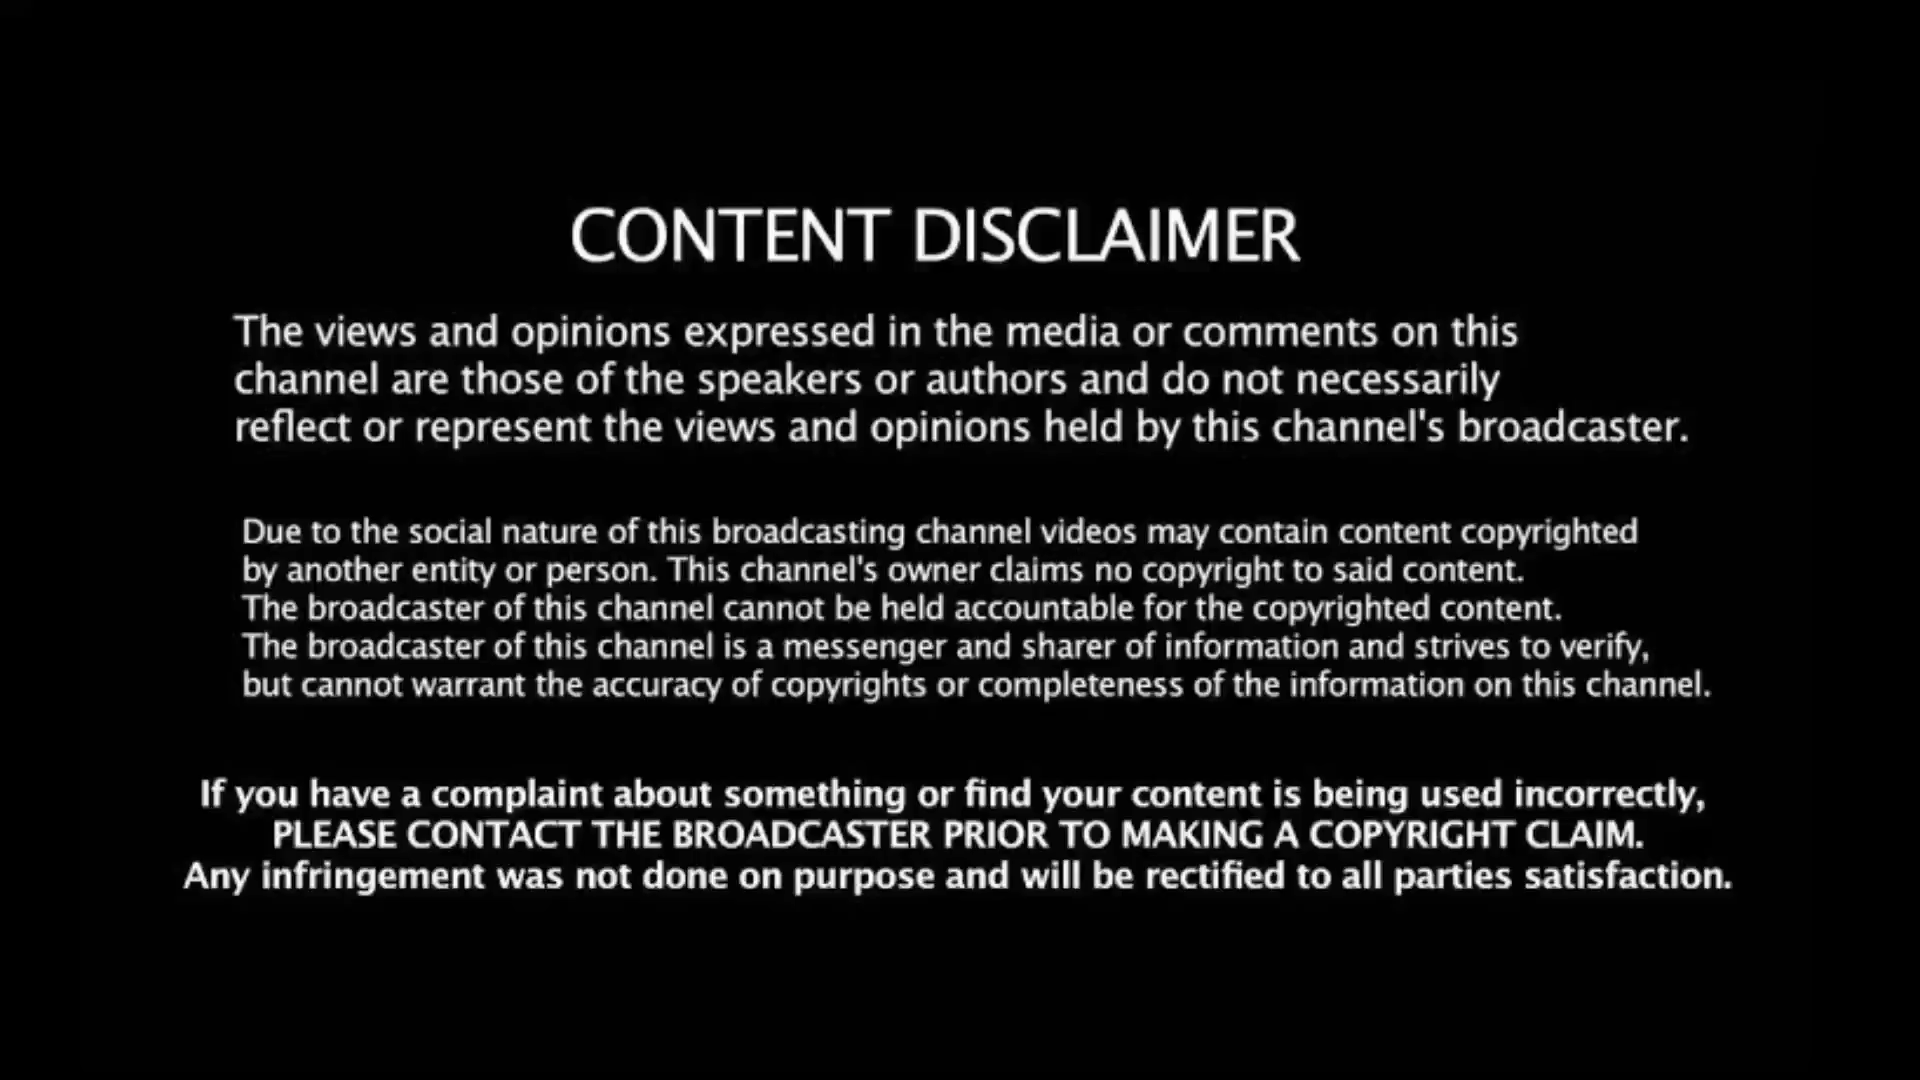 CONTENT DISCLAIMER
The views and opinions expressed in the media or comments on this
channel are those of the speakers or authors and do not necessarily
reflect or represent the views and opinions held by this channel's broadcaster.
Due to the social nature of this broadcasting channel videos may contain content copyrighted
by another entity or person. This channel's owner claims no copyright to said content.
The broadcaster of this channel cannot be held accountable for the copyrighted content.
The broadcaster of this channel is a messenger and sharer of information and strives to verify,
but cannot warrant the accuracy of copyrights or completeness of the information on this channel.
If you have a complaint about something or find your content is being used incorrectly,
PLEASE CONTACT THE BROADCASTER PRIOR TO MAKING A COPYRIGHT CLAIM.
Any infringement was not done on purpose and will be rectified to all parties satisfaction.